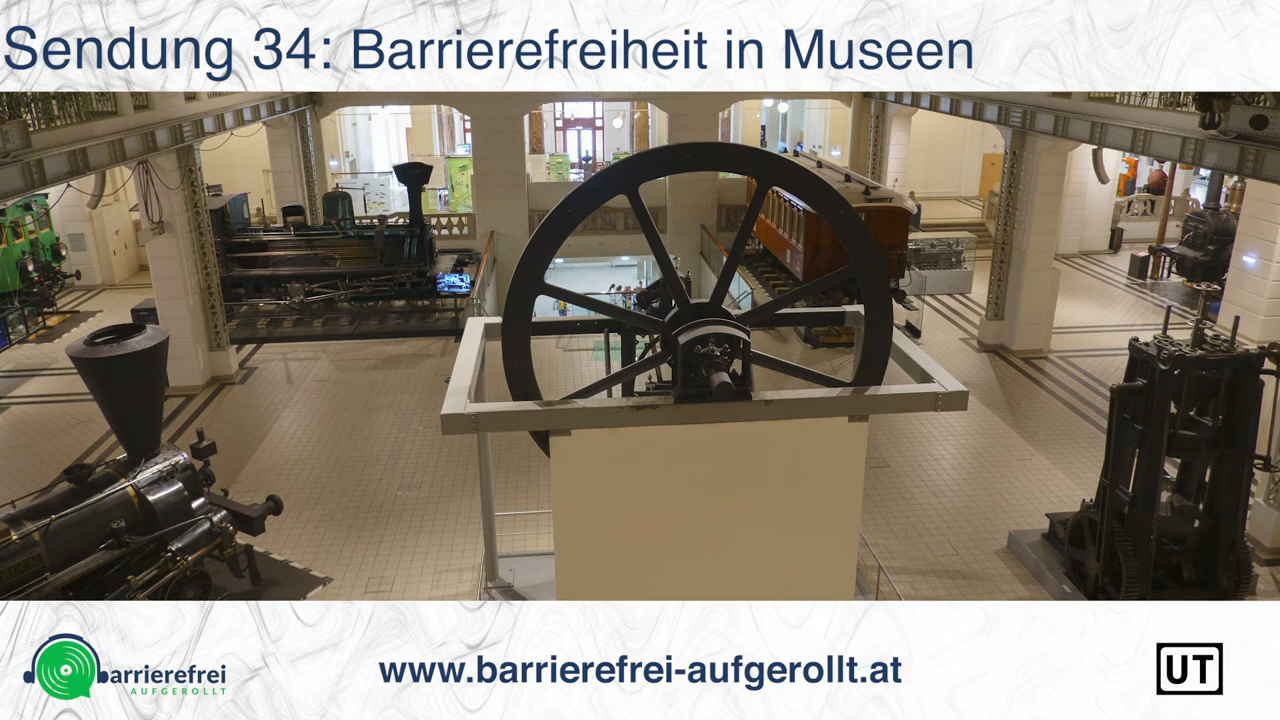 Sendung 34: Barrierefreiheit in Museen
barrierefrei
AUFGEROLLT
www.barrierefrei-aufgerollt.at
UT